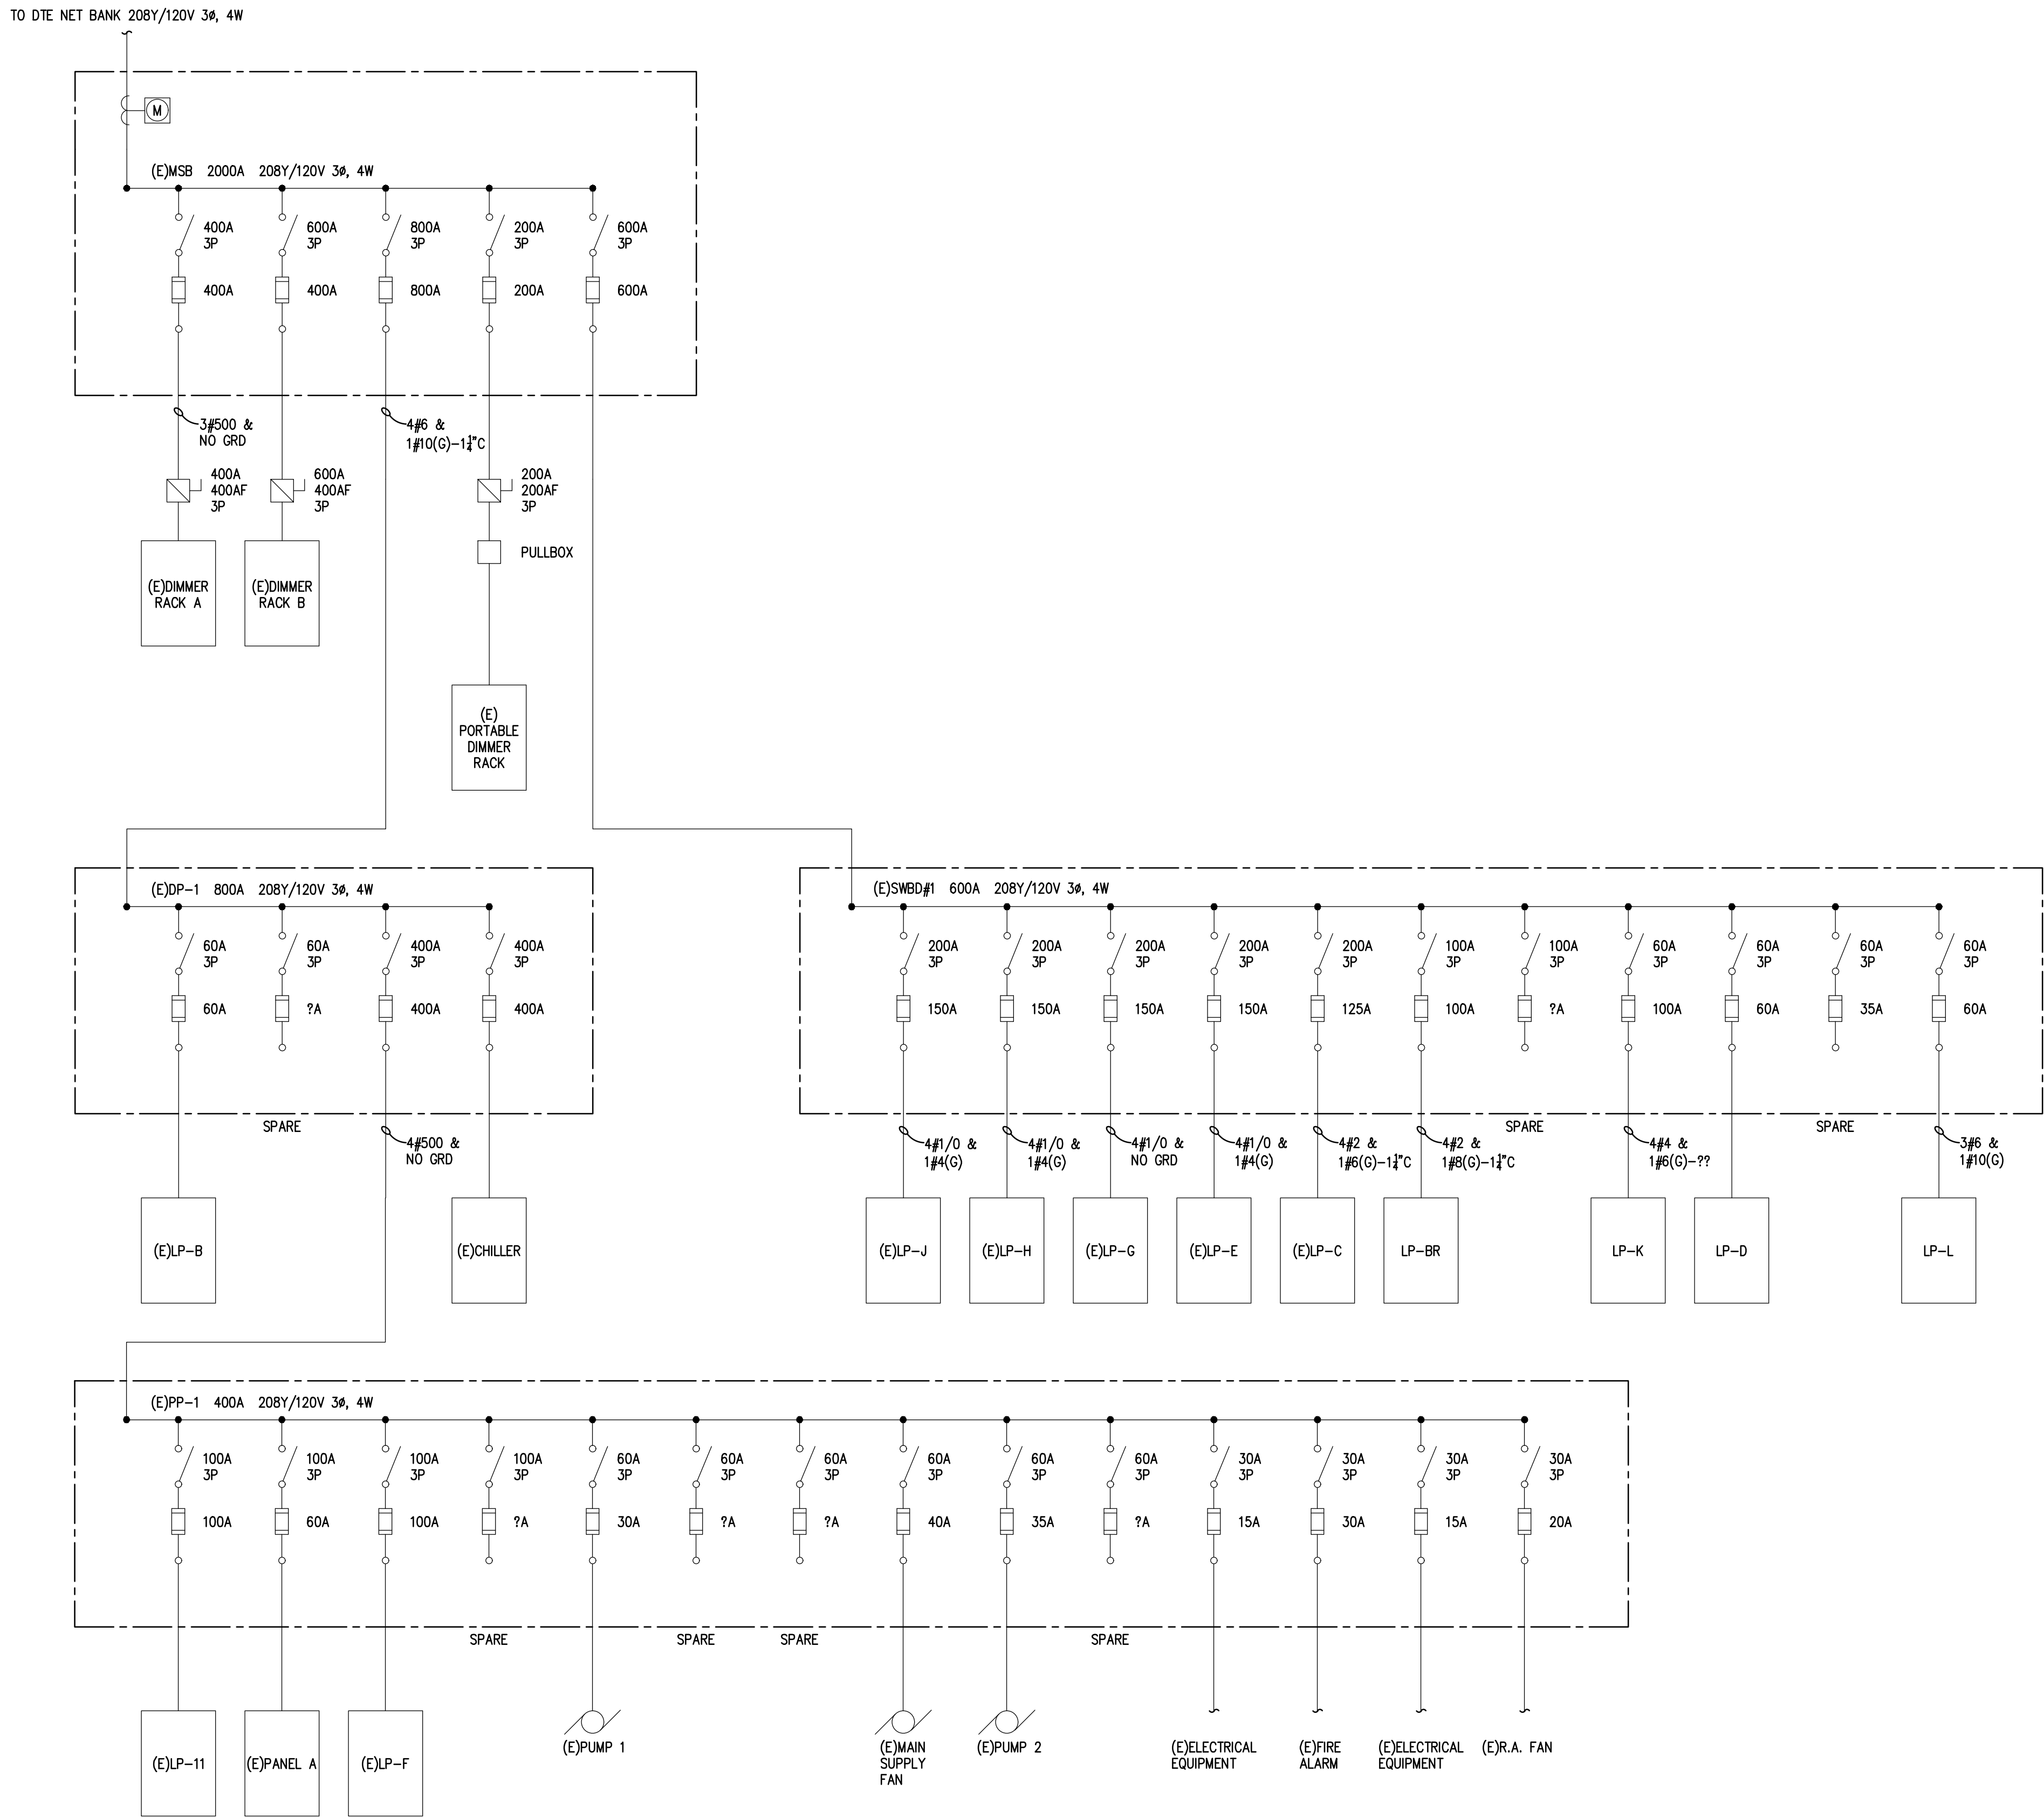 TO DTE NET BANK 208Y/120V 3ø, 4W
M
(E)MSB 2000A 208Y/120V 3ø, 4W
400A
3P
400A
600A
3P
400A
800A
3P
800A
200A
3P
200A
600A
3P
600A
3#500 &
NO GRD
4#6 &
1#10(G)-1¼"C
400A
400AF
3P
600A
400AF
3P
200A
200AF
3P
PULLBOX
(E)DIMMER
RACK A
(E)DIMMER
RACK B
(E)
PORTABLE
DIMMER
RACK
(E)DP-1 800A 208Y/120V 3ø, 4W
60A
3P
60A
60A
3P
?A
400A
3P
400A
400A
3P
400A
SPARE
4#500 &
NO GRD
(E)LP-B
(E)CHILLER
(E)SWBD#1 600A 208Y/120V 3ø, 4W
200A
3P
150A
200A
3P
150A
200A
3P
150A
200A
3P
150A
200A
3P
125A
100A
3P
100A
100A
3P
?A
60A
3P
100A
60A
3P
60A
60A
3P
35A
60A
3P
60A
SPARE
SPARE
4#1/0 &
1#4(G)
4#1/0 &
1#4(G)
4#1/0 &
NO GRD
4#1/0 &
1#4(G)
4#2 &
1#6(G)-1¼"C
4#2 &
1#8(G)-1¼"C
4#4 &
1#6(G)-??
3#6 &
1#10(G)
(E)LP-J
(E)LP-H
(E)LP-G
(E)LP-E
(E)LP-C
LP-BR
LP-K
LP-D
LP-L
(E)PP-1 400A 208Y/120V 3ø, 4W
100A
3P
100A
100A
3P
60A
100A
3P
100A
100A
3P
?A
60A
3P
30A
60A
3P
?A
60A
3P
?A
60A
3P
40A
60A
3P
35A
60A
3P
?A
30A
3P
15A
30A
3P
30A
30A
3P
15A
30A
3P
20A
SPARE
SPARE
SPARE
SPARE
(E)LP-11
(E)PANEL A
(E)LP-F
(E)PUMP 1
(E)MAIN
SUPPLY
FAN
(E)PUMP 2
(E)ELECTRICAL
EQUIPMENT
(E)FIRE
ALARM
(E)ELECTRICAL
EQUIPMENT
(E)R.A. FAN